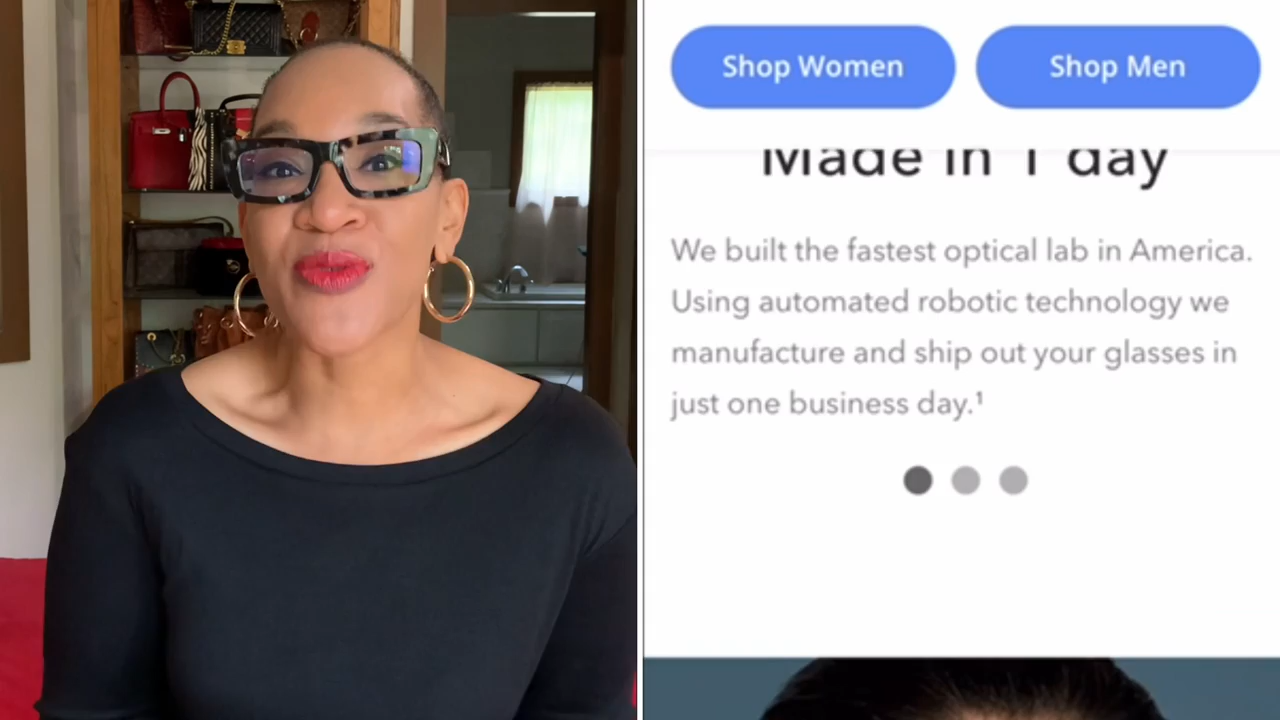 Shop Women
Shop Men
Made in 1 day
We built the fastest optical lab in America.
Using automated robotic technology we
manufacture and ship out your glasses in
just one business day.¹